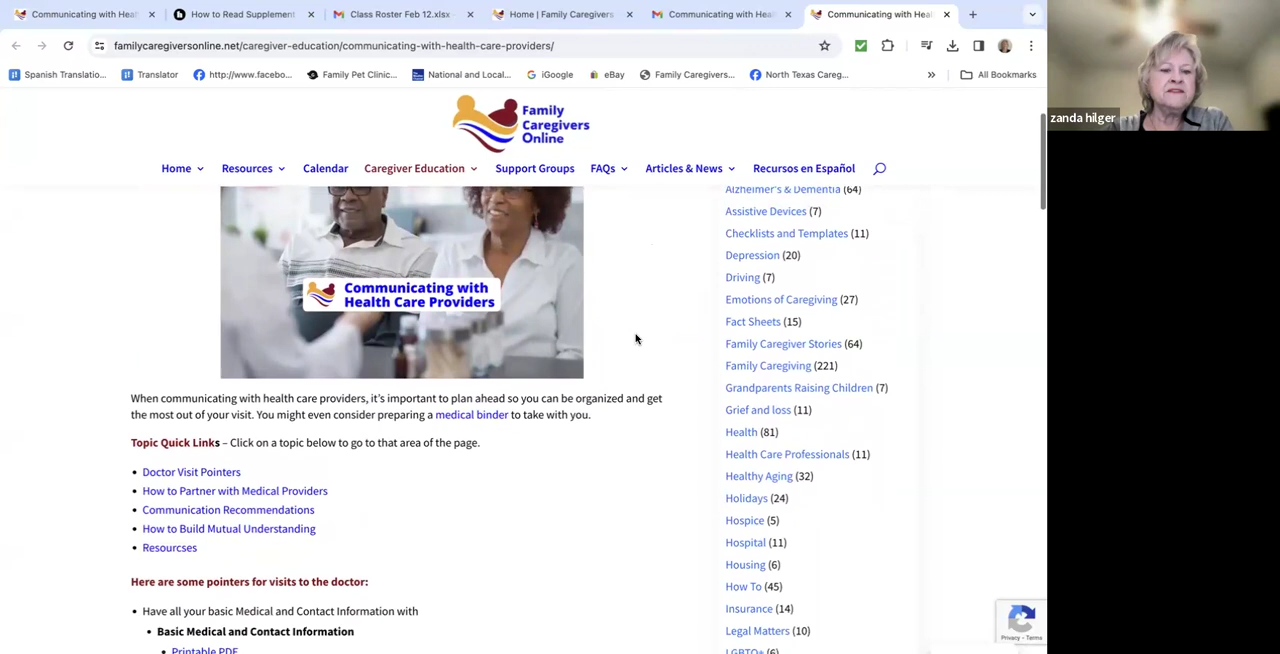 Communicating with Heal
How to Read Supplement
Class Roster Feb 12.xlsx -
Home | Family Caregivers
Communicating with Heal
Communicating with Heal
familycaregiversonline.net/caregiver-education/communicating-with-health-care-providers/
Spanish Translatio...
Translator
http://www.facebo...
Family Pet Clinic...
National and Local...
iGoogle
eBay
Family Caregivers...
North Texas Careg...
»
All Bookmarks
zanda hilger
Family
Caregivers
Online
Home
Resources
Calendar
Caregiver Education
Support Groups
FAQs
Articles & News
Recursos en Español
Communicating with
Health Care Providers
When communicating with health care providers, it's important to plan ahead so you can be organized and get
the most out of your visit. You might even consider preparing a medical binder to take with you.
Topic Quick Links – Click on a topic below to go to that area of the page.
• Doctor Visit Pointers
• How to Partner with Medical Providers
• Communication Recommendations
• How to Build Mutual Understanding
• Resourcses
Here are some pointers for visits to the doctor:
• Have all your basic Medical and Contact Information with
• Basic Medical and Contact Information
• Printable PDF
Alzheimer's & Dementia (64)
Assistive Devices (7)
Checklists and Templates (11)
Depression (20)
Driving (7)
Emotions of Caregiving (27)
Fact Sheets (15)
Family Caregiver Stories (64)
Family Caregiving (221)
Grandparents Raising Children (7)
Grief and loss (11)
Health (81)
Health Care Professionals (11)
Healthy Aging (32)
Holidays (24)
Hospice (5)
Hospital (11)
Housing (6)
How To (45)
Insurance (14)
Legal Matters (10)
LGBTQ+ (6)
Privacy - Terms